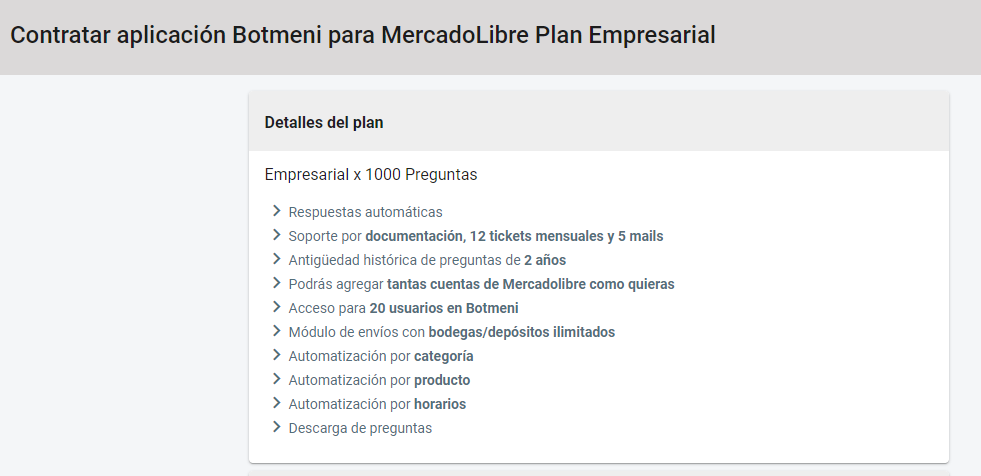 Contratar aplicación Botmeni para MercadoLibre Plan Empresarial
Detalles del plan
Empresarial x 1000 Preguntas
Respuestas automáticas
Soporte por documentación, 12 tickets mensuales y 5 mails
Antigüedad histórica de preguntas de 2 años
Podrás agregar tantas cuentas de Mercadolibre como quieras
Acceso para 20 usuarios en Botmeni
Módulo de envíos con bodegas/depósitos ilimitados
Automatización por categoría
Automatización por producto
Automatización por horarios
Descarga de preguntas